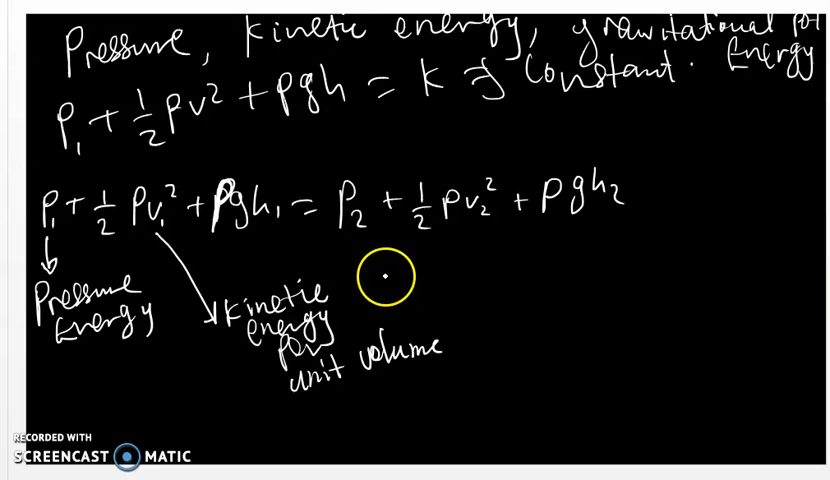 Pressure, kinetic energy, gravitational pot
Energy
P₁ + ½ ρv² + ρgh = k → constant.
P₁ + ½ ρv₁² + ρgh₁ = P₂ + ½ ρv₂² + ρgh₂
Pressure
Energy
kinetic
energy
per
unit volume
RECORDED WITH
SCREENCAST MATIC